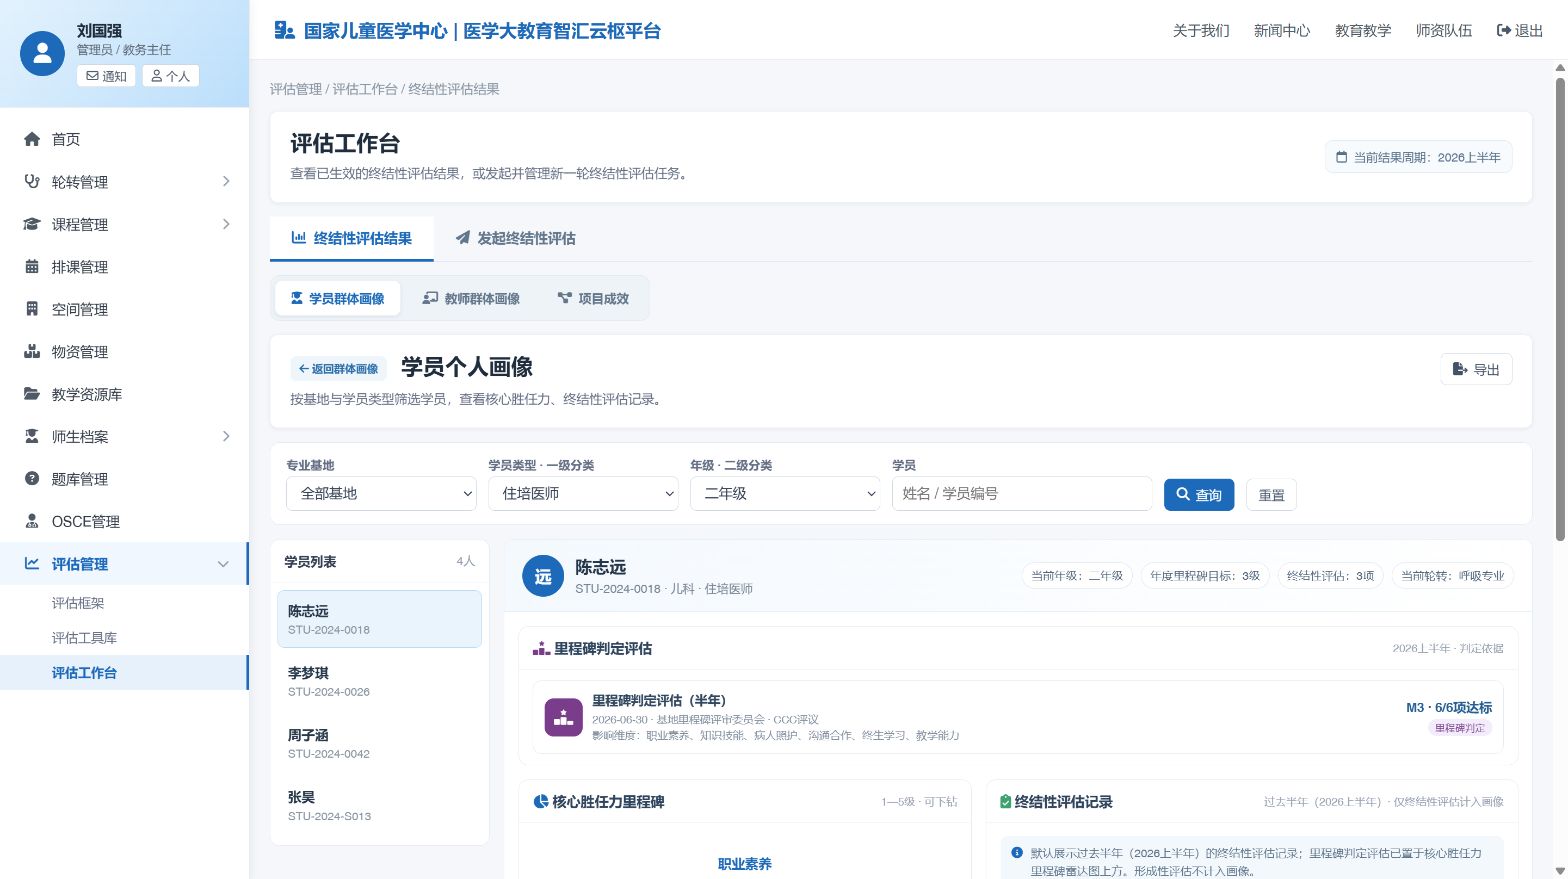 刘国强
管理员 / 教务主任
通知
个人
国家儿童医学中心 | 医学大教育智汇云枢平台
关于我们
新闻中心
教育教学
师资队伍
退出
首页
轮转管理
课程管理
排课管理
空间管理
物资管理
教学资源库
师生档案
题库管理
OSCE管理
评估管理
评估框架
评估工具库
评估工作台
评估管理 / 评估工作台 / 终结性评估结果
评估工作台
查看已生效的终结性评估结果，或发起并管理新一轮终结性评估任务。
当前结果周期：2026上半年
终结性评估结果
发起终结性评估
学员群体画像
教师群体画像
项目成效
返回群体画像
学员个人画像
按基地与学员类型筛选学员，查看核心胜任力、终结性评估记录。
导出
专业基地
学员类型 · 一级分类
年级 · 二级分类
学员
全部基地
住培医师
二年级
姓名 / 学员编号
查询
重置
学员列表
4人
陈志远
STU-2024-0018
李梦琪
STU-2024-0026
周子涵
STU-2024-0042
张昊
STU-2024-S013
远
陈志远
STU-2024-0018 · 儿科 · 住培医师
当前年级：二年级
年度里程碑目标：3级
终结性评估：3项
当前轮转：呼吸专业
里程碑判定评估
2026上半年 · 判定依据
里程碑判定评估（半年）
2026-06-30 · 基地里程碑评审委员会 · CCC评议
影响维度：职业素养、知识技能、病人照护、沟通合作、终生学习、教学能力
M3 · 6/6项达标
里程碑判定
核心胜任力里程碑
1—5级 · 可下钻
职业素养
终结性评估记录
过去半年（2026上半年）· 仅终结性评估计入画像
默认展示过去半年（2026上半年）的终结性评估记录；里程碑判定评估已置于核心胜任力
里程碑雷达图上方。形成性评估不计入画像。